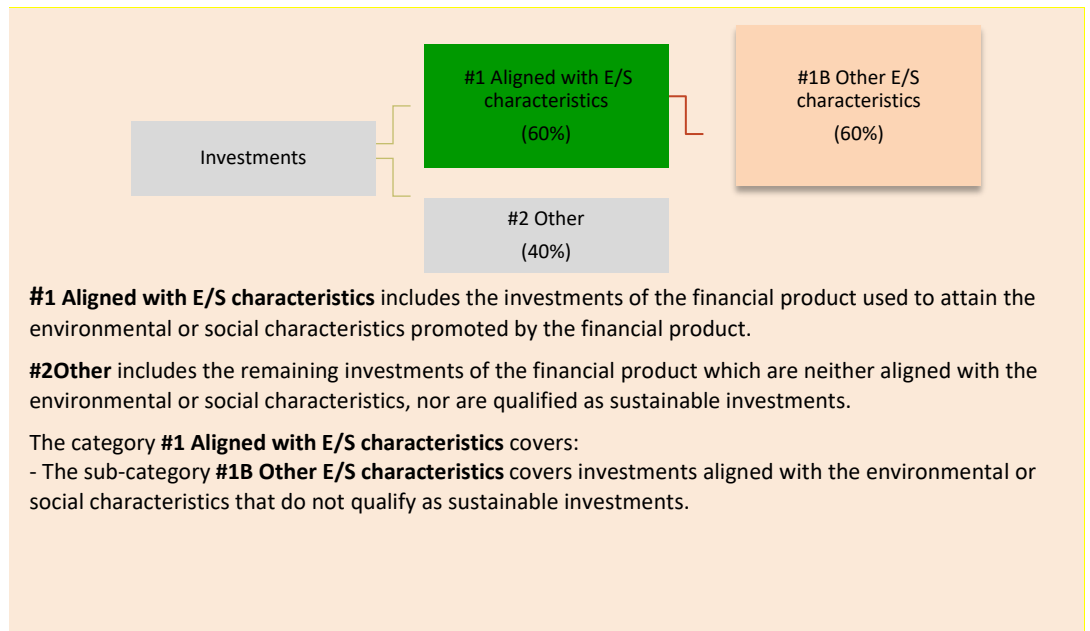 #1 Aligned with E/S
characteristics
(60%)
#1B Other E/S
characteristics
(60%)
Investments
#2 Other
(40%)
#1 Aligned with E/S characteristics includes the investments of the financial product used to attain the
environmental or social characteristics promoted by the financial product.
#2Other includes the remaining investments of the financial product which are neither aligned with the
environmental or social characteristics, nor are qualified as sustainable investments.
The category #1 Aligned with E/S characteristics covers:
- The sub-category #1B Other E/S characteristics covers investments aligned with the environmental or
social characteristics that do not qualify as sustainable investments.